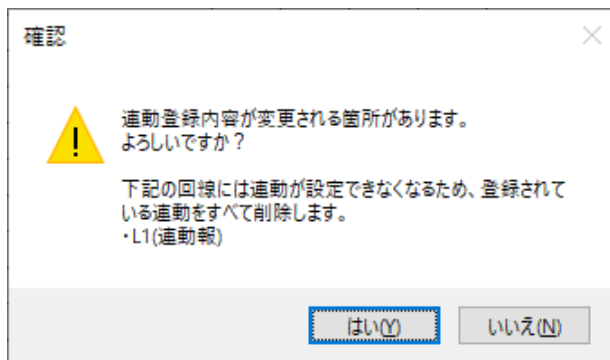 確認
連動登録内容が変更される箇所があります。
よろしいですか？
下記の回線には連動が設定できなくなるため、登録されて
いる連動をすべて削除します。
・L1(連動報)
はい(Y)
いいえ(N)